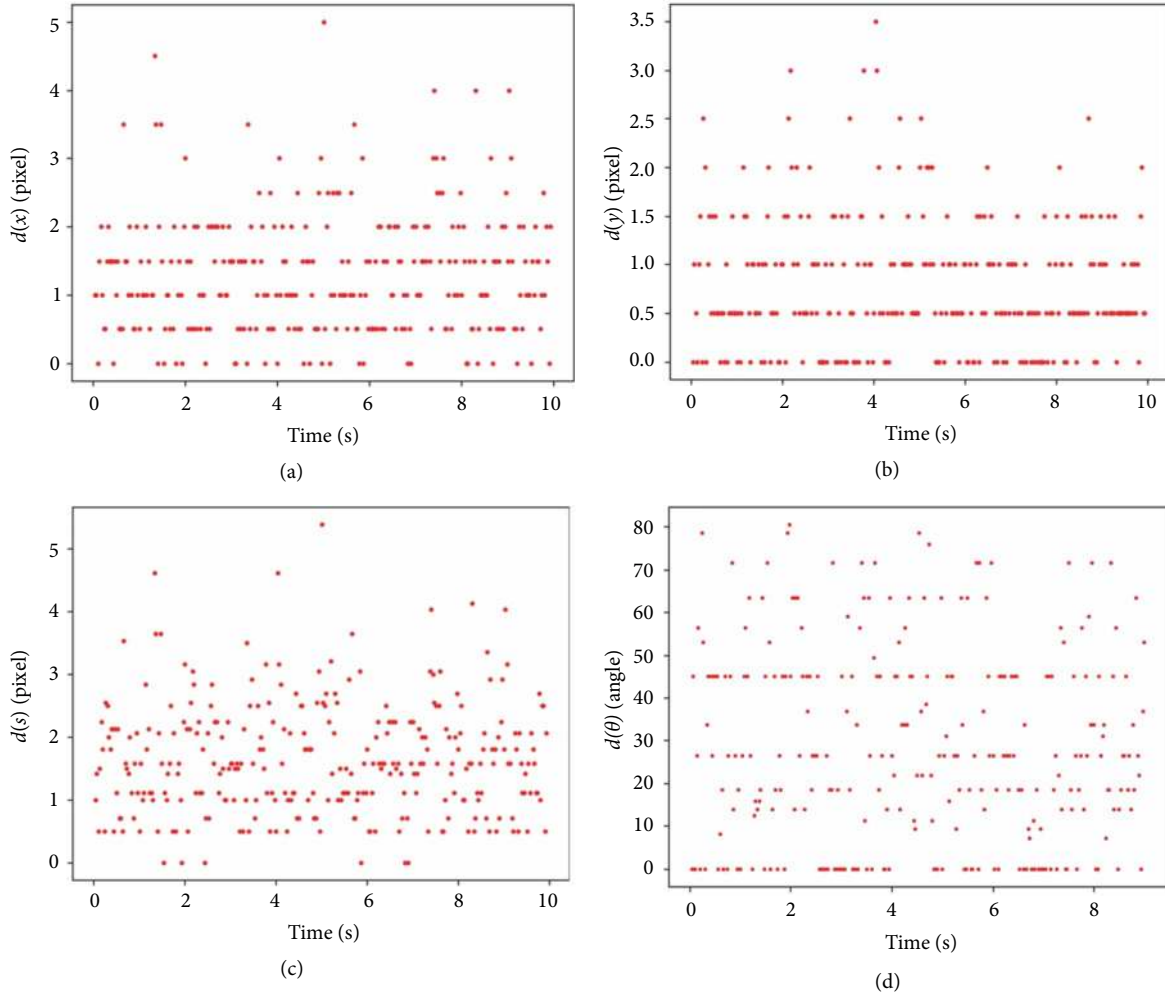 5
4
3
2
1
0
d(x) (pixel)
0 2 4 6 8 10
Time (s)
(a)
3.5
3.0
2.5
2.0
1.5
1.0
0.5
0.0
d(y) (pixel)
0 2 4 6 8 10
Time (s)
(b)
5
4
3
2
1
0
d(s) (pixel)
0 2 4 6 8 10
Time (s)
(c)
80
70
60
50
40
30
20
10
0
d(θ) (angle)
0 2 4 6 8
Time (s)
(d)